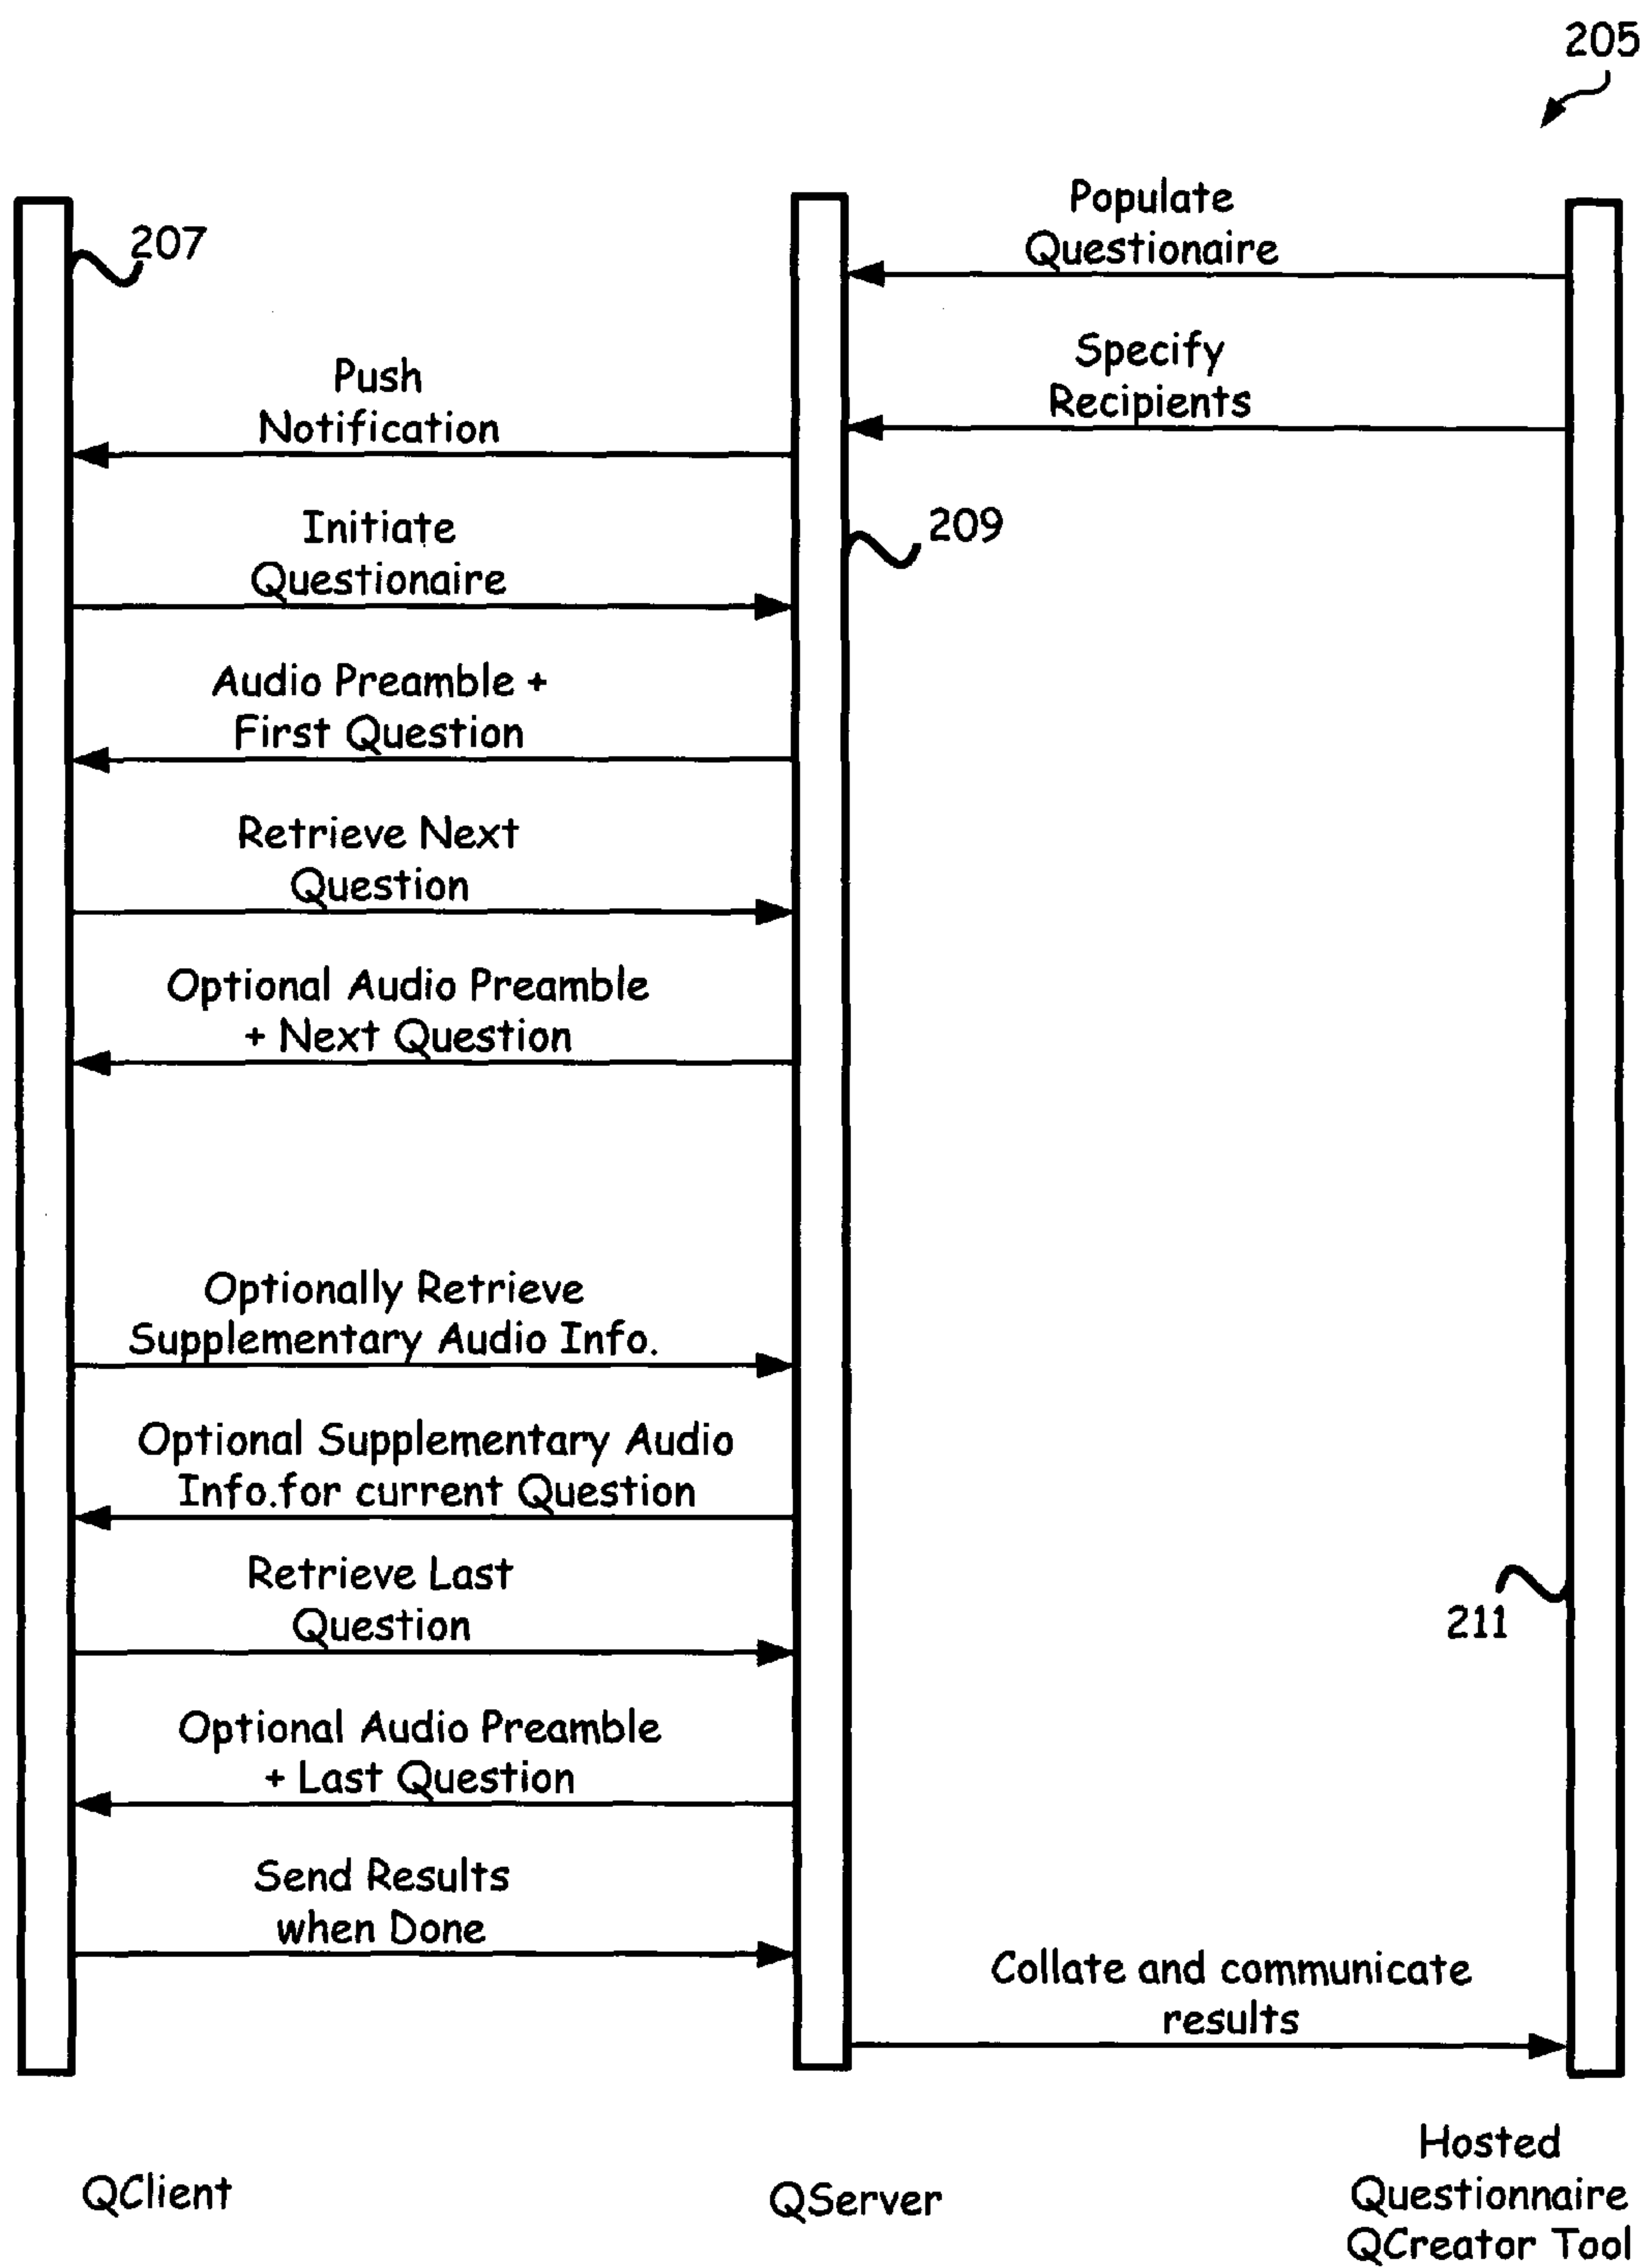 205
Populate
Questionaire
207
Specify
Recipients
Push
Notification
209
Initiate
Questionaire
Audio Preamble +
First Question
Retrieve Next
Question
Optional Audio Preamble
+ Next Question
Optionally Retrieve
Supplementary Audio Info.
Optional Supplementary Audio
Info.for current Question
Retrieve Last
Question
211
Optional Audio Preamble
+ Last Question
Send Results
when Done
Collate and communicate
results
QClient
QServer
Hosted
Questionnaire
QCreator Tool